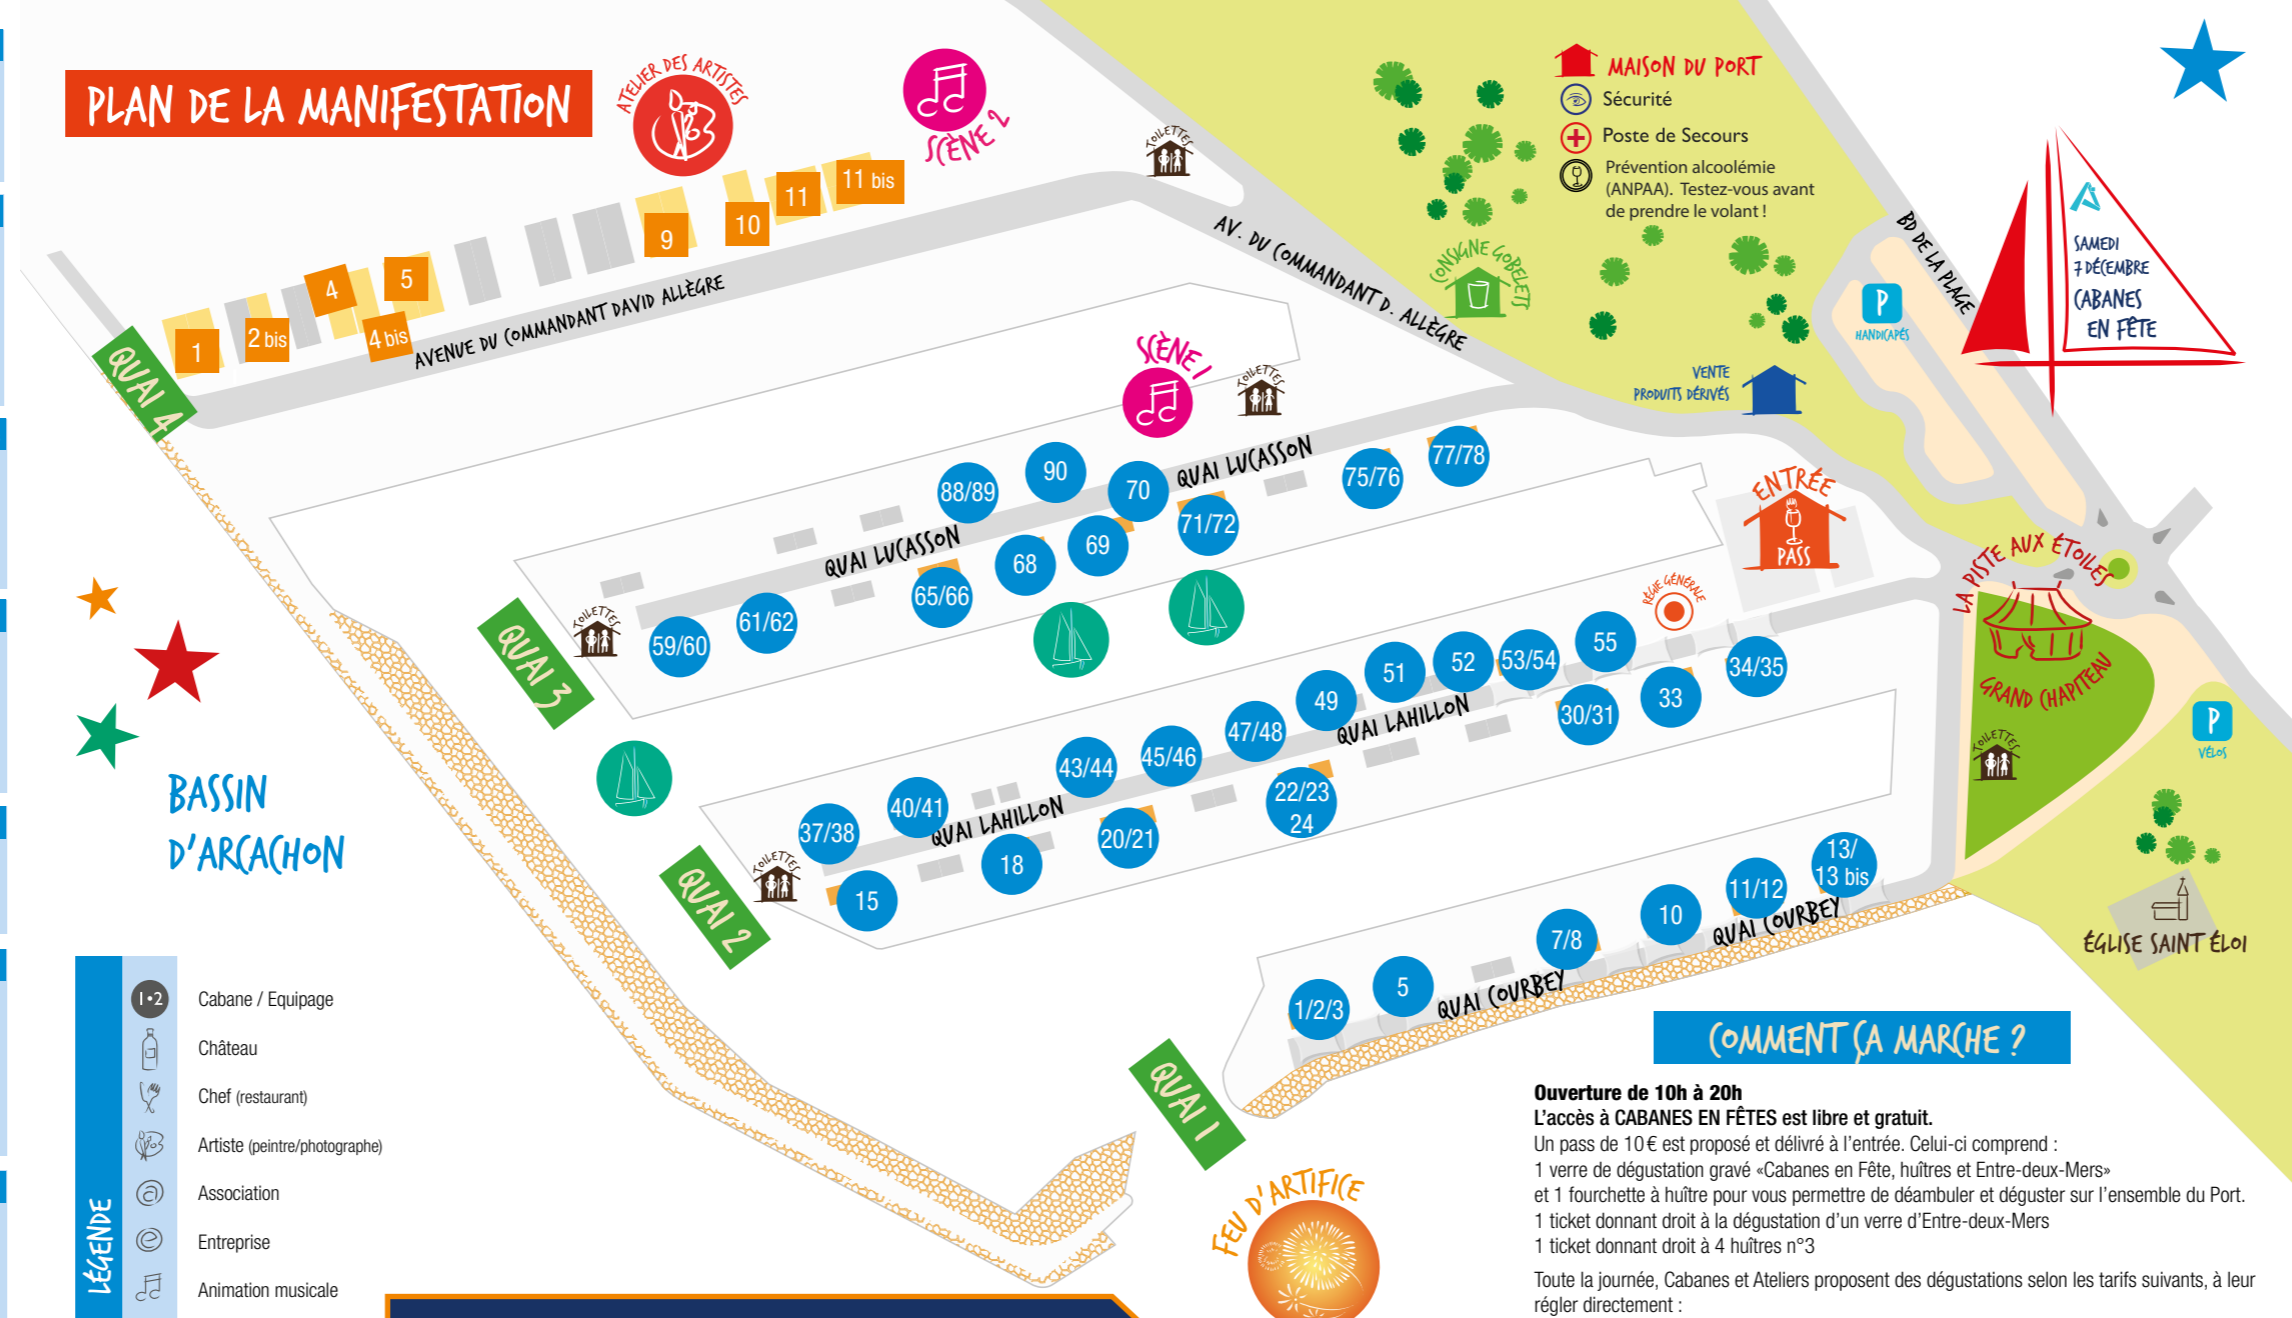 PLAN DE LA MANIFESTATION
ATELIER DES ARTISTES
SCÈNE 2
TOILETTES
MAISON DU PORT
Sécurité
Poste de Secours
Prévention alcoolémie
(ANPAA). Testez-vous avant
de prendre le volant !
CONSIGNE GOBELETS
BD DE LA PLAGE
P
HANDICAPÉS
SAMEDI
7 DÉCEMBRE
CABANES
EN FÊTE
VENTE
PRODUITS DÉRIVÉS
1
2 bis
4
4 bis
5
9
10
11
11 bis
AVENUE DU COMMANDANT DAVID ALLÈGRE
AV. DU COMMANDANT D. ALLÈGRE
QUAI 4
SCÈNE 1
TOILETTES
88/89
90
70
QUAI LUCASSON
71/72
75/76
77/78
QUAI LUCASSON
65/66
68
69
TOILETTES
59/60
61/62
QUAI 3
ENTRÉE
PASS
RÉGIE GÉNÉRALE
LA PISTE AUX ÉTOILES
GRAND CHAPITEAU
TOILETTES
P
VÉLOS
ÉGLISE SAINT ÉLOI
37/38
40/41
43/44
45/46
47/48
49
51
52
53/54
55
QUAI LAHILLON
QUAI LAHILLON
TOILETTES
15
18
20/21
22/23
24
30/31
33
34/35
QUAI 2
1/2/3
5
7/8
10
11/12
13/
13 bis
QUAI COURBEY
QUAI COURBEY
QUAI 1
BASSIN
D'ARCACHON
FEU D'ARTIFICE
LÉGENDE
1•2
Cabane / Equipage
Château
Chef (restaurant)
Artiste (peintre/photographe)
Association
Entreprise
Animation musicale
COMMENT ÇA MARCHE ?
Ouverture de 10h à 20h
L'accès à CABANES EN FÊTES est libre et gratuit.
Un pass de 10 € est proposé et délivré à l'entrée. Celui-ci comprend :
1 verre de dégustation gravé «Cabanes en Fête, huîtres et Entre-deux-Mers»
et 1 fourchette à huître pour vous permettre de déambuler et déguster sur l'ensemble du Port.
1 ticket donnant droit à la dégustation d'un verre d'Entre-deux-Mers
1 ticket donnant droit à 4 huîtres n°3
Toute la journée, Cabanes et Ateliers proposent des dégustations selon les tarifs suivants, à leur
régler directement :